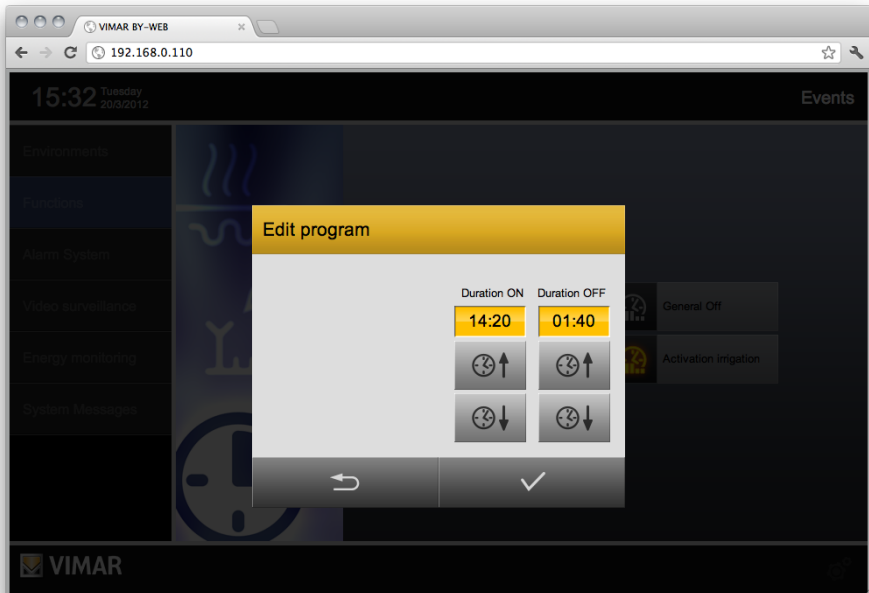 VIMAR BY-WEB
192.168.0.110
15:32
Tuesday
20/3/2012
Events
Environments
Functions
Alarm System
Video surveillance
Energy monitoring
System Messages
Edit program
Duration ON
Duration OFF
14:20
01:40
General Off
Activation irrigation
VIMAR